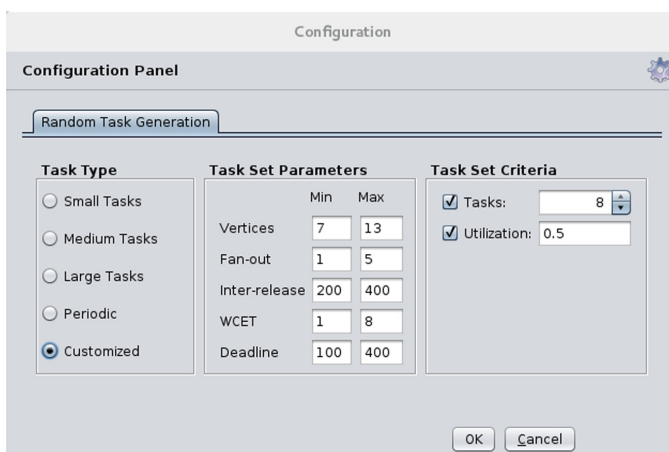 Configuration
Configuration Panel
Random Task Generation
Task Type
Small Tasks
Medium Tasks
Large Tasks
Periodic
Customized
Task Set Parameters
Min Max
Vertices 7 13
Fan-out 1 5
Inter-release 200 400
WCET 1 8
Deadline 100 400
Task Set Criteria
Tasks: 8
Utilization: 0.5
OK Cancel